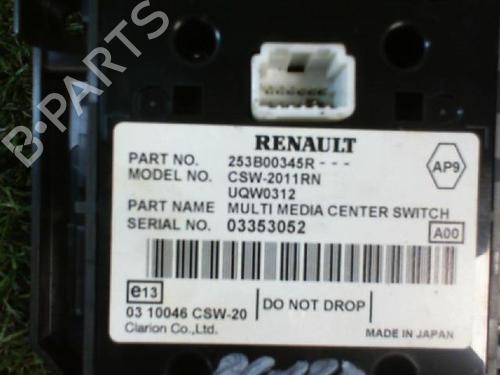 B-PARTS
RENAULT
PART NO. 253B00345R - - -
MODEL NO. CSW-2011RN
UQW0312
AP9
PART NAME MULTI MEDIA CENTER SWITCH
SERIAL NO. 03353052
A00
e13
03 10046 CSW-20
DO NOT DROP
Clarion Co.,Ltd.
MADE IN JAPAN